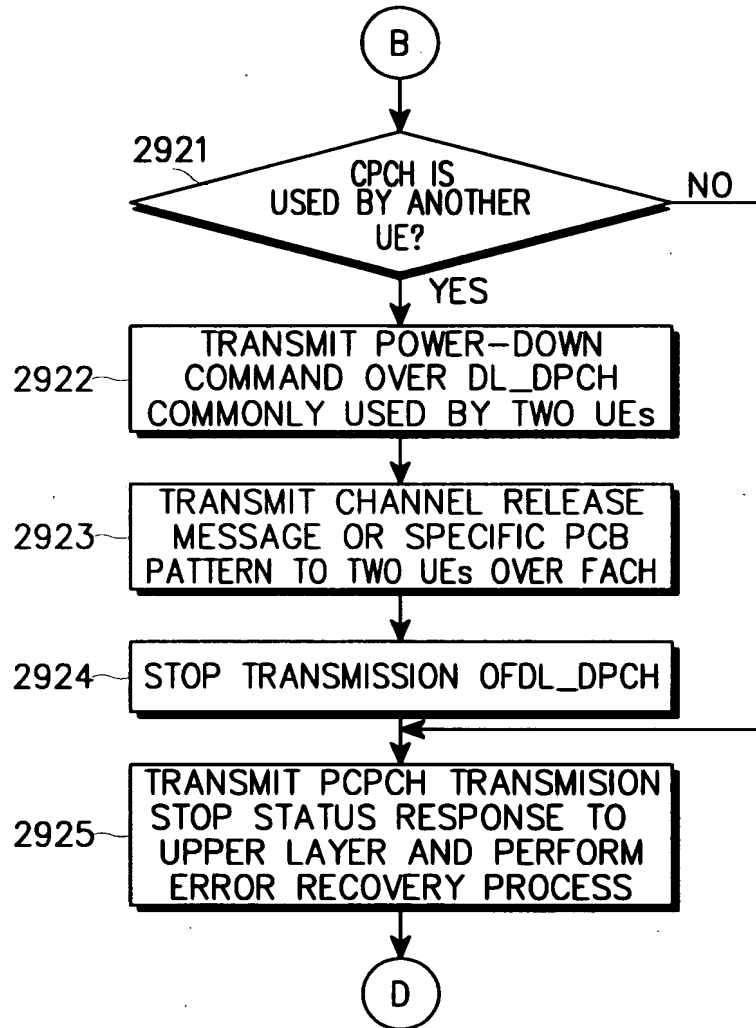 B
2921
CPCH IS
USED BY ANOTHER
UE?
NO
YES
2922
TRANSMIT POWER-DOWN
COMMAND OVER DL_DPCH
COMMONLY USED BY TWO UEs
2923
TRANSMIT CHANNEL RELEASE
MESSAGE OR SPECIFIC PCB
PATTERN TO TWO UEs OVER FACH
2924
STOP TRANSMISSION OFDL_DPCH
2925
TRANSMIT PCPCH TRANSMISION
STOP STATUS RESPONSE TO
UPPER LAYER AND PERFORM
ERROR RECOVERY PROCESS
D